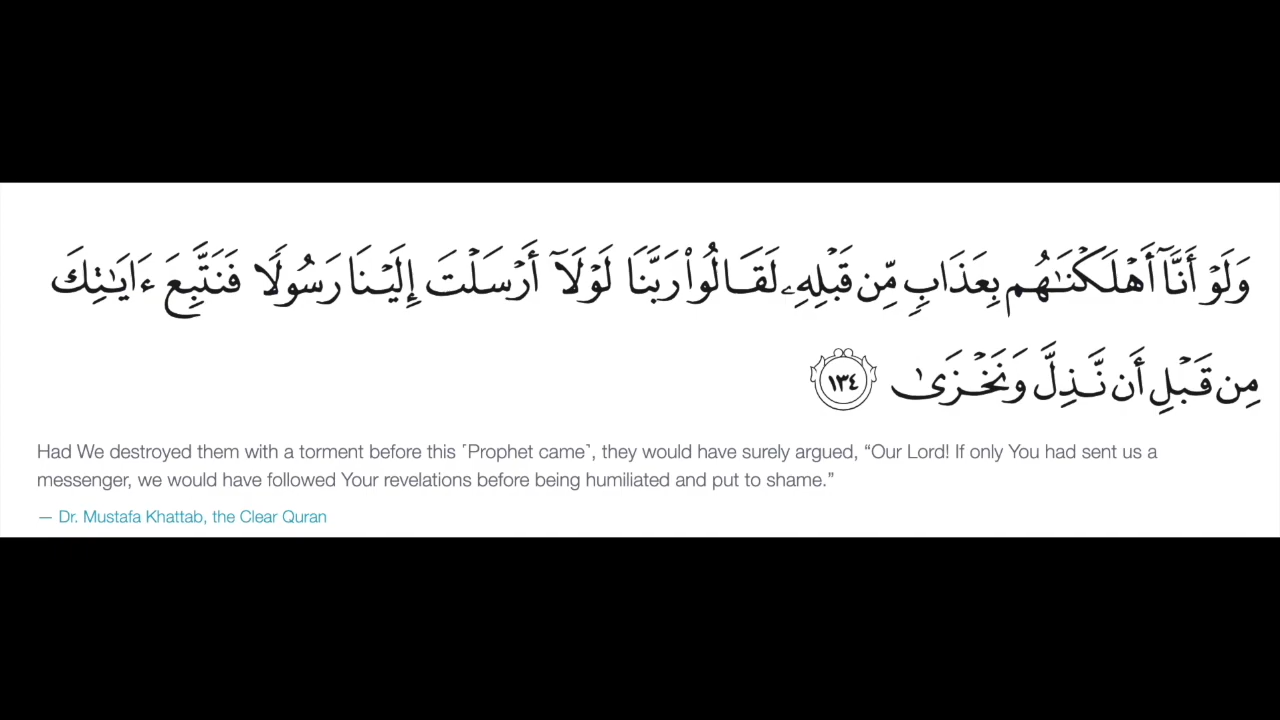 وَلَوْ أَنَّآ أَهْلَكْنَـٰهُم بِعَذَابٍ مِّن قَبْلِهِۦ لَقَالُوا۟ رَبَّنَا لَوْلَآ أَرْسَلْتَ إِلَيْنَا رَسُولًا فَنَتَّبِعَ ءَايَـٰتِكَ
مِن قَبْلِ أَن نَّذِلَّ وَنَخْزَىٰ ١٣٤
Had We destroyed them with a torment before this ˹Prophet came˺, they would have surely argued, “Our Lord! If only You had sent us a
messenger, we would have followed Your revelations before being humiliated and put to shame.”
— Dr. Mustafa Khattab, the Clear Quran